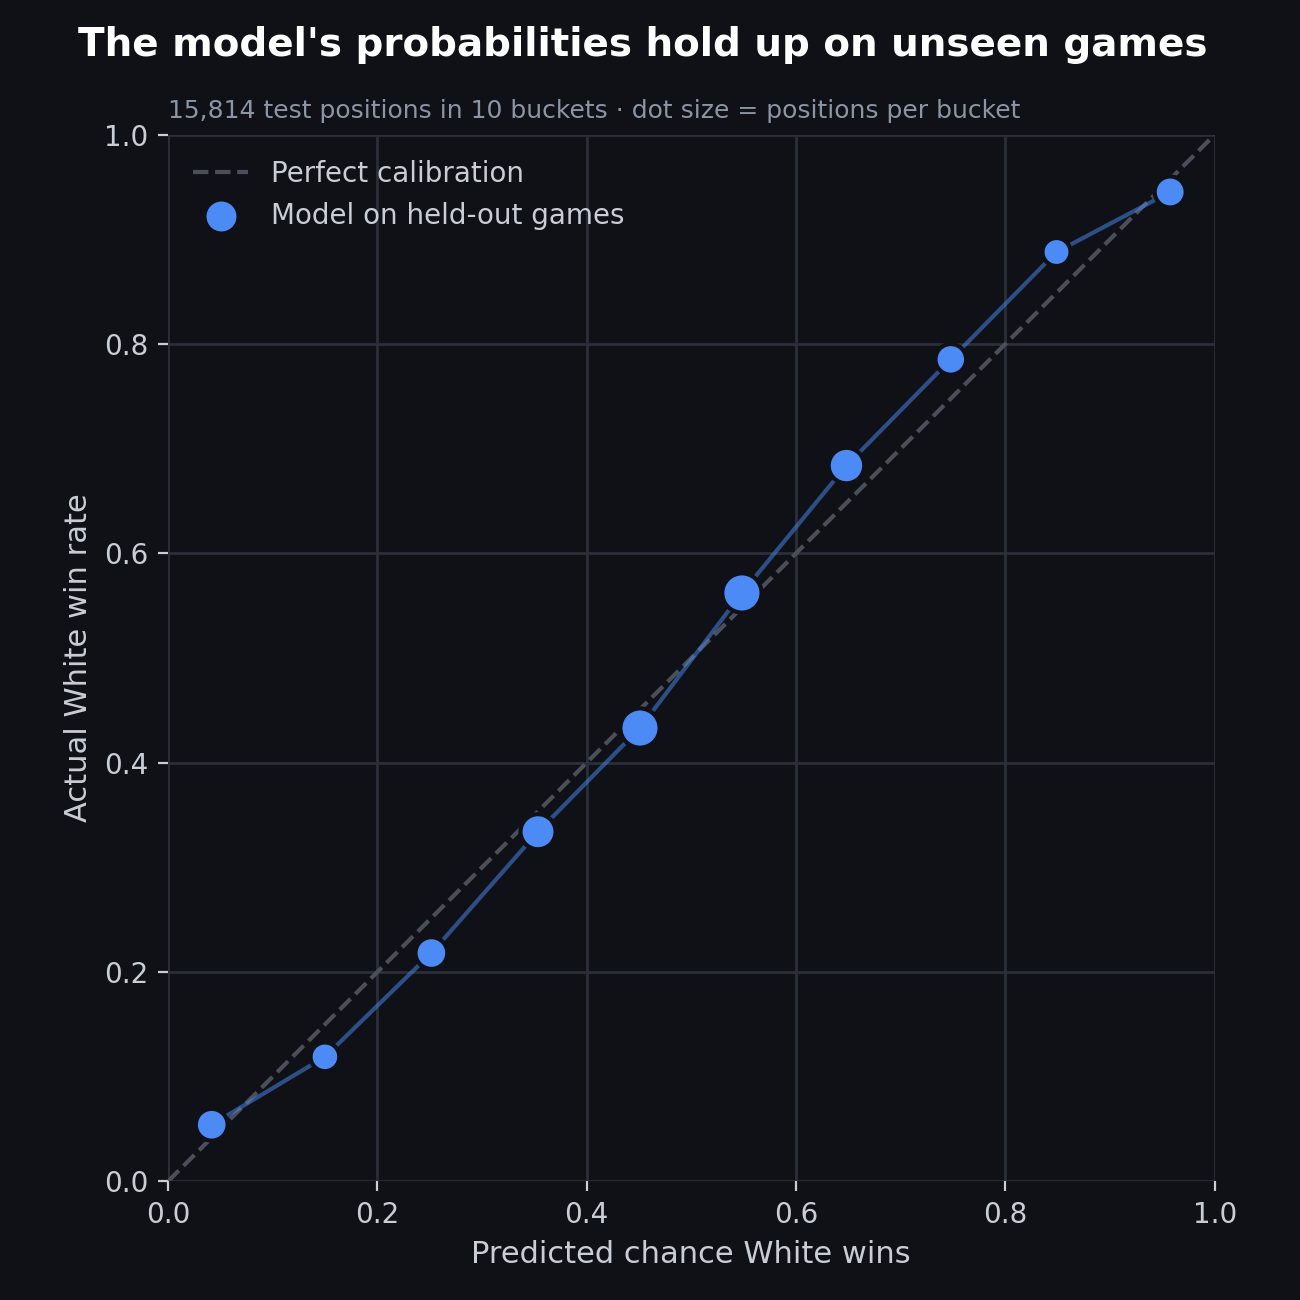 The model's probabilities hold up on unseen games
15,814 test positions in 10 buckets · dot size = positions per bucket
Perfect calibration
Model on held-out games
1.0
0.8
0.6
0.4
0.2
0.0
Actual White win rate
0.0 0.2 0.4 0.6 0.8 1.0
Predicted chance White wins